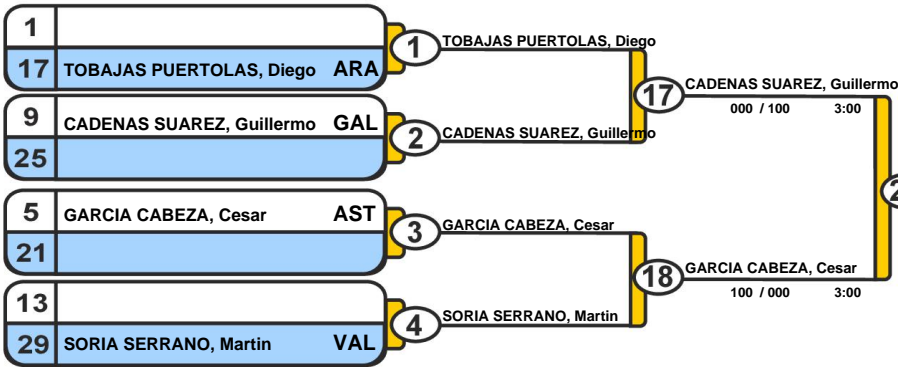 1
17 TOBAJAS PUERTOLAS, Diego ARA
1
TOBAJAS PUERTOLAS, Diego
9 CADENAS SUAREZ, Guillermo GAL
25
2
CADENAS SUAREZ, Guillermo
17
CADENAS SUAREZ, Guillermo
000 / 100 3:00
5 GARCIA CABEZA, Cesar AST
21
3
GARCIA CABEZA, Cesar
13
29 SORIA SERRANO, Martin VAL
4
SORIA SERRANO, Martin
18
GARCIA CABEZA, Cesar
100 / 000 3:00